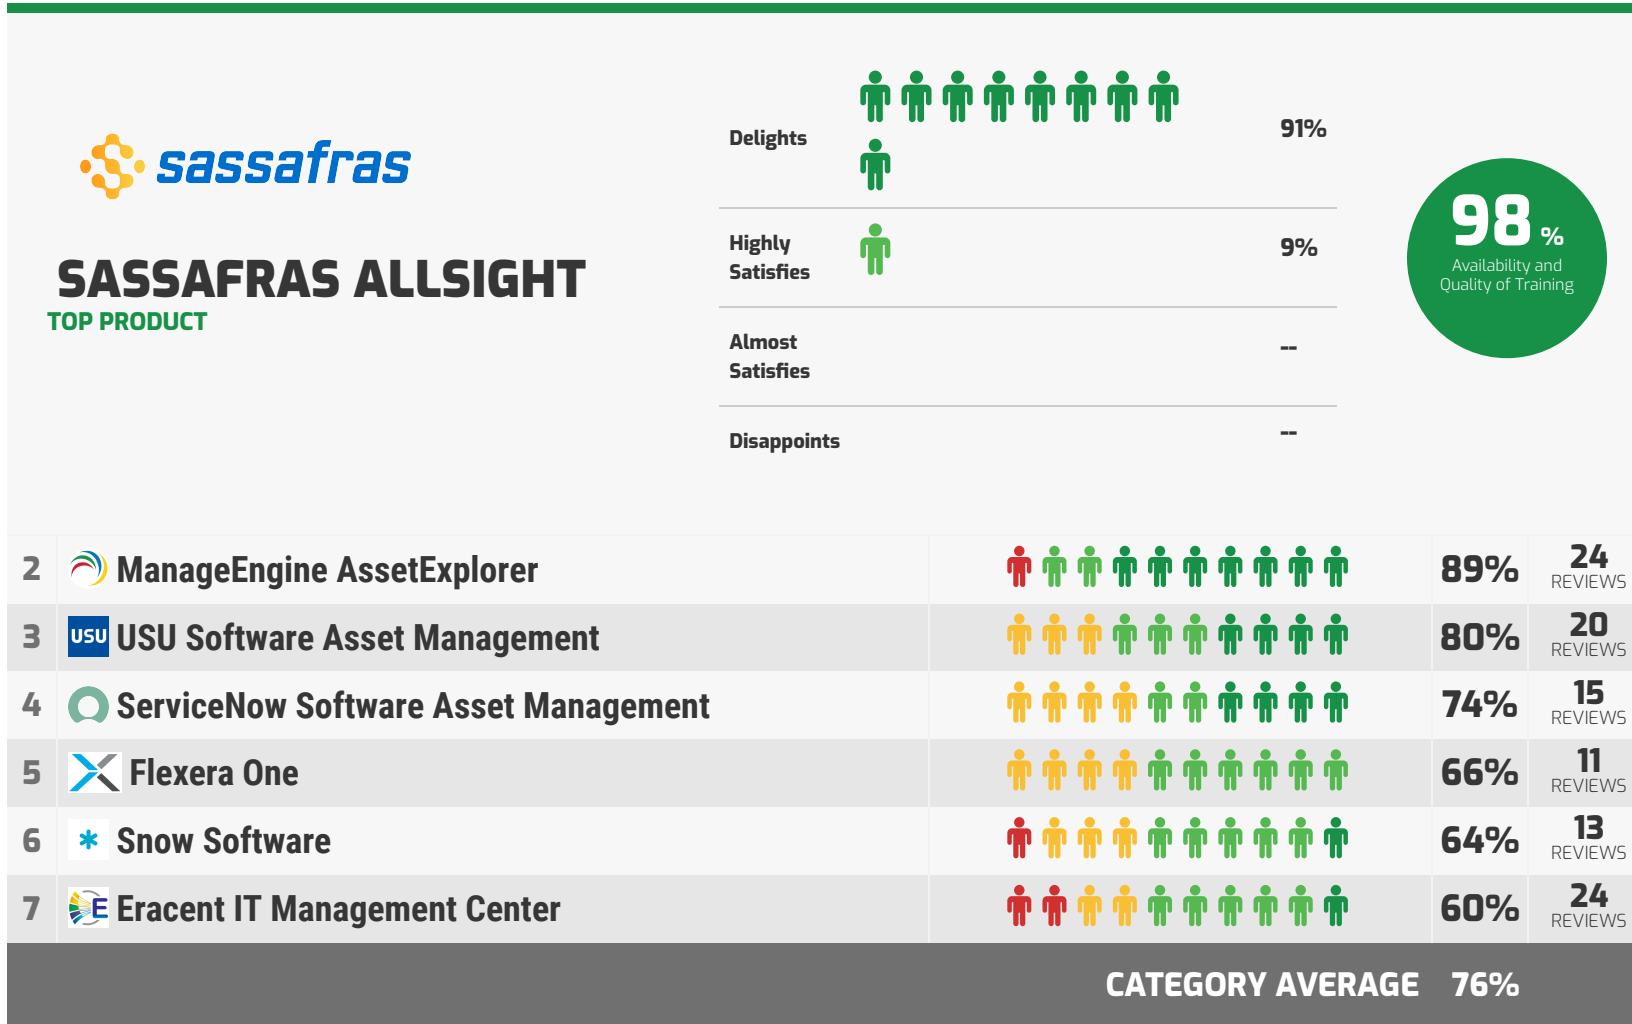 sassafras
SASSAFRAS ALLSIGHT
TOP PRODUCT
Delights
91%
Highly
Satisfies
9%
Almost
Satisfies
--
Disappoints
--
98 %
Availability and
Quality of Training
2 ManageEngine AssetExplorer 89% 24 REVIEWS
3 USU USU Software Asset Management 80% 20 REVIEWS
4 ServiceNow Software Asset Management 74% 15 REVIEWS
5 Flexera One 66% 11 REVIEWS
6 Snow Software 64% 13 REVIEWS
7 E Eracent IT Management Center 60% 24 REVIEWS
CATEGORY AVERAGE 76%